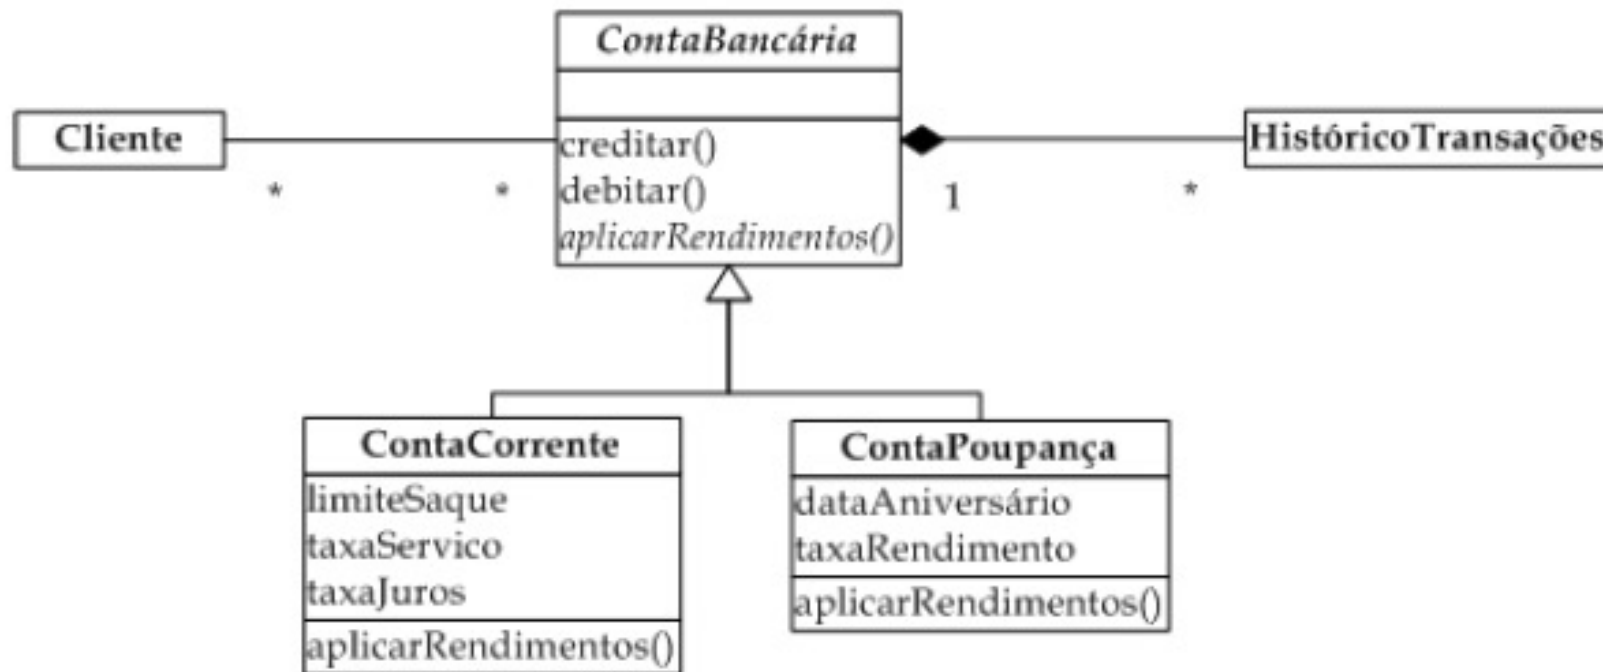 ContaBancária
Cliente
creditar()
debitar()
aplicarRendimentos()
HistóricoTransações
*
*
1
*
ContaCorrente
limiteSaque
taxaServico
taxaJuros
aplicarRendimentos()
ContaPoupança
dataAniversário
taxaRendimento
aplicarRendimentos()